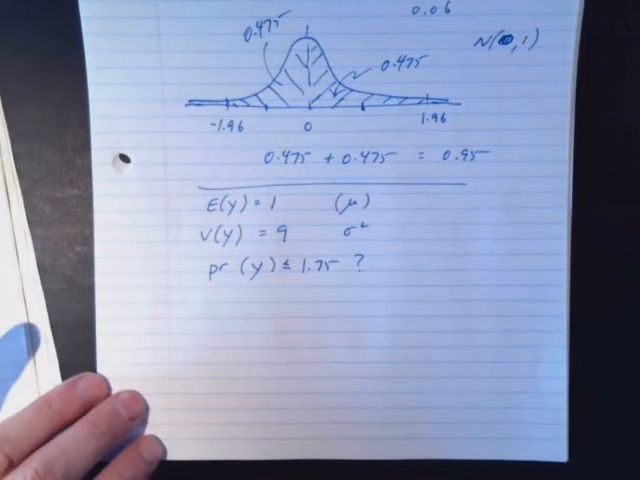 0.06
0.475
N(0,1)
0.475
-1.96 0 1.96
0.475 + 0.475 = 0.95
E(y) = 1 (μ)
V(y) = 9 σ²
pr (y) ≤ 1.75 ?